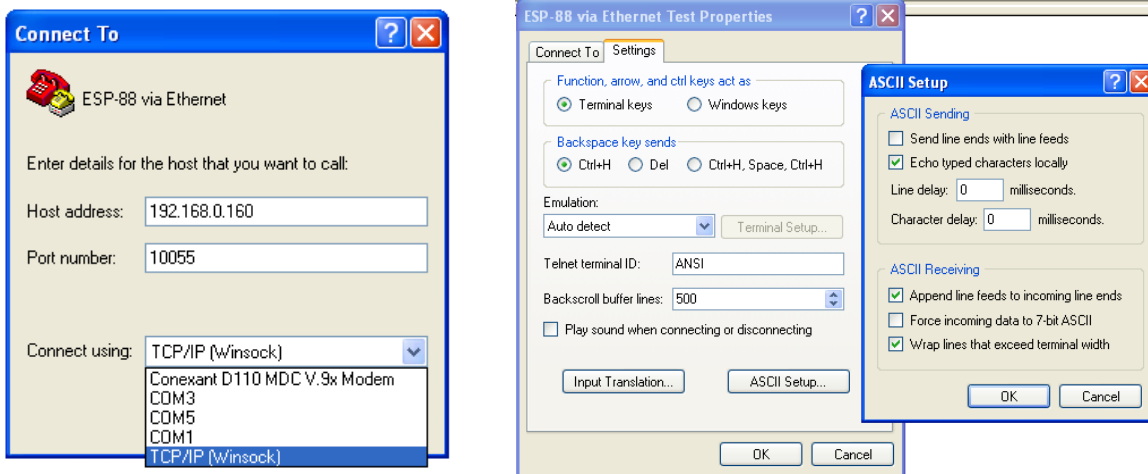 Connect To
ESP-88 via Ethernet
Enter details for the host that you want to call:
Host address: 192.168.0.160
Port number: 10055
Connect using: TCP/IP (Winsock)
Conexant D110 MDC V.9x Modem
COM3
COM5
COM1
TCP/IP (Winsock)
ESP-88 via Ethernet Test Properties
Connect To Settings
Function, arrow, and ctrl keys act as
Terminal keys Windows keys
Backspace key sends
Ctrl+H Del Ctrl+H, Space, Ctrl+H
Emulation:
Auto detect Terminal Setup...
Telnet terminal ID: ANSI
Backscroll buffer lines: 500
Play sound when connecting or disconnecting
Input Translation... ASCII Setup...
OK Cancel
ASCII Setup
ASCII Sending
Send line ends with line feeds
Echo typed characters locally
Line delay: 0 milliseconds.
Character delay: 0 milliseconds.
ASCII Receiving
Append line feeds to incoming line ends
Force incoming data to 7-bit ASCII
Wrap lines that exceed terminal width
OK Cancel